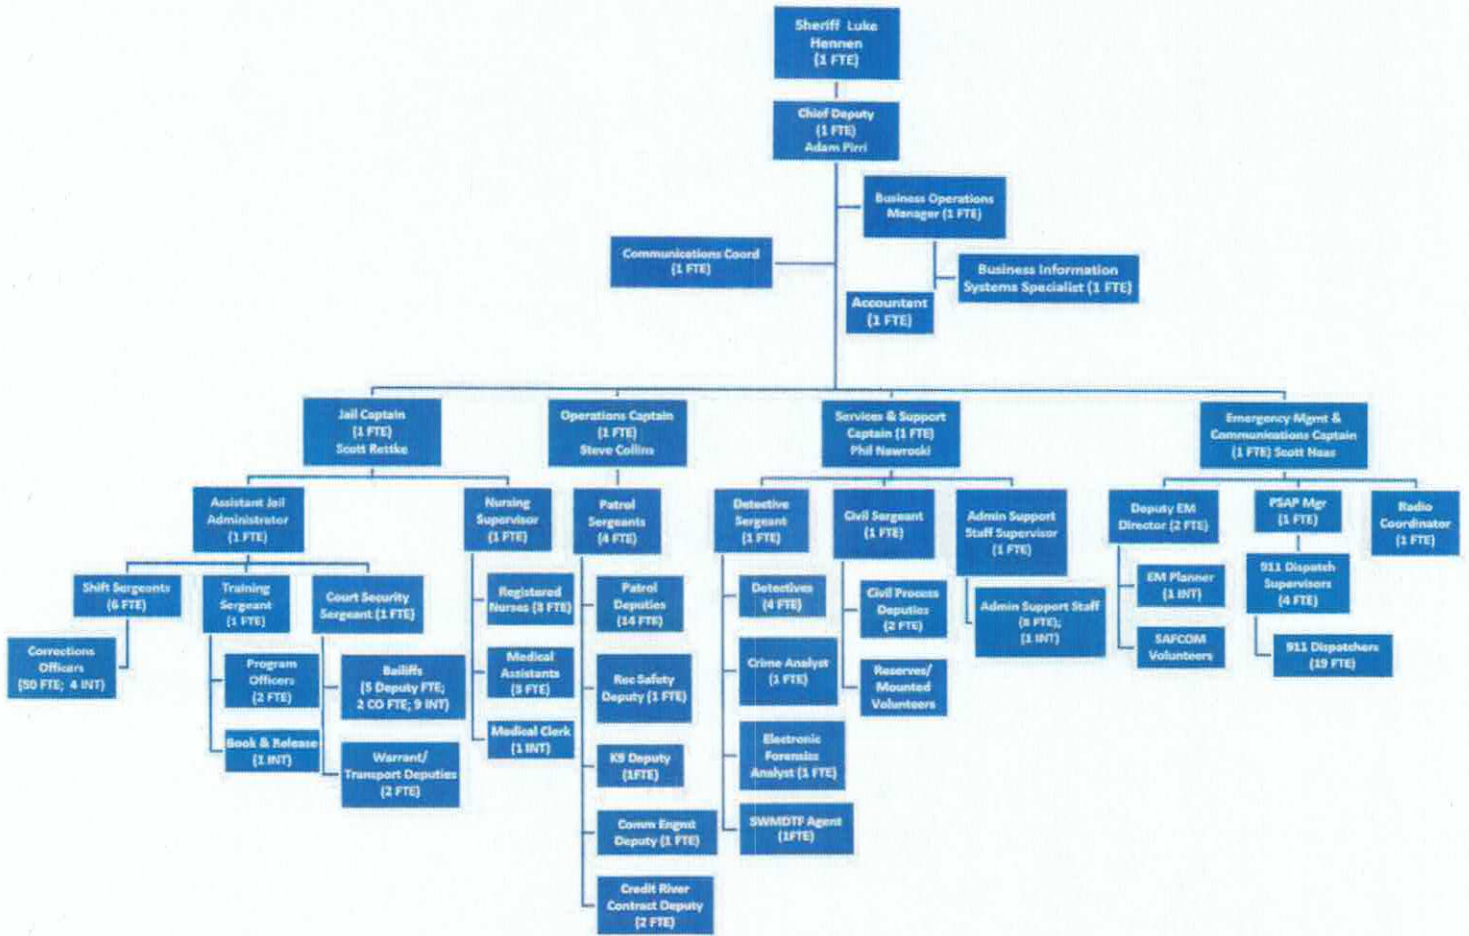 Sheriff Luke
Hennen
(1 FTE)
Chief Deputy
(1 FTE)
Adam Pirri
Business Operations
Manager (1 FTE)
Communications Coord
(1 FTE)
Business Information
Systems Specialist (1 FTE)
Accountant
(1 FTE)
Jail Captain
(1 FTE)
Scott Rettke
Operations Captain
(1 FTE)
Steve Collins
Services & Support
Captain (1 FTE)
Phil Nawrocki
Emergency Mgmt &
Communications Captain
(1 FTE) Scott Haas
Assistant Jail
Administrator
(1 FTE)
Nursing
Supervisor
(1 FTE)
Patrol
Sergeants
(4 FTE)
Detective
Sergeant
(1 FTE)
Civil Sergeant
(1 FTE)
Admin Support
Staff Supervisor
(1 FTE)
Deputy EM
Director (2 FTE)
PSAP Mgr
(1 FTE)
Radio
Coordinator
(1 FTE)
Shift Sergeants
(6 FTE)
Training
Sergeant
(1 FTE)
Court Security
Sergeant (1 FTE)
Registered
Nurses (3 FTE)
Patrol
Deputies
(14 FTE)
Detectives
(4 FTE)
Civil Process
Deputies
(2 FTE)
Admin Support Staff
(8 FTE);
(1 INT)
EM Planner
(1 INT)
911 Dispatch
Supervisors
(4 FTE)
Corrections
Officers
(50 FTE; 4 INT)
Program
Officers
(2 FTE)
Bailiffs
(5 Deputy FTE;
2 CO FTE; 9 INT)
Medical
Assistants
(3 FTE)
Rec Safety
Deputy (1 FTE)
Crime Analyst
(1 FTE)
Reserves/
Mounted
Volunteers
SAFCOM
Volunteers
911 Dispatchers
(19 FTE)
Book & Release
(1 INT)
Warrant/
Transport Deputies
(2 FTE)
Medical Clerk
(1 INT)
K9 Deputy
(1FTE)
Electronic
Forensics
Analyst (1 FTE)
Comm Engmt
Deputy (1 FTE)
SWMDTF Agent
(1FTE)
Credit River
Contract Deputy
(2 FTE)